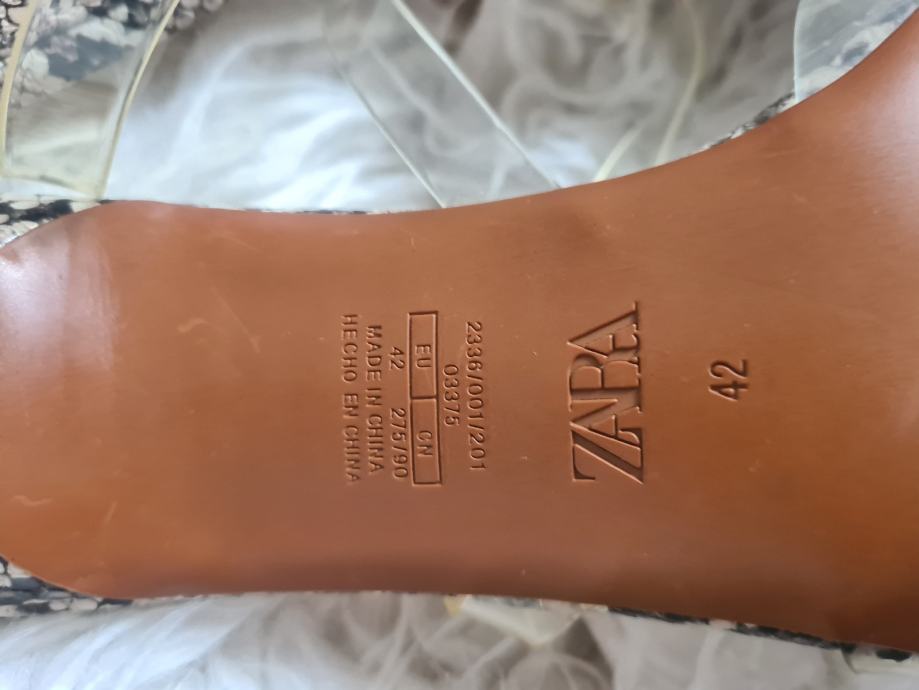 ZARA
42
2336/001/201
03375
EU CN
42 275/90
MADE IN CHINA
HECHO EN CHINA